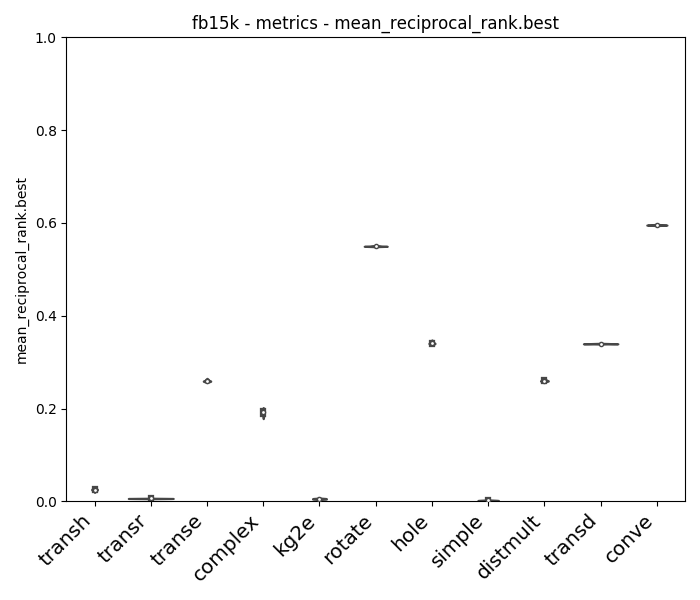 fb15k - metrics - mean_reciprocal_rank.best
mean_reciprocal_rank.best
1.0
0.8
0.6
0.4
0.2
0.0
transh
transr
transe
complex
kg2e
rotate
hole
simple
distmult
transd
conve